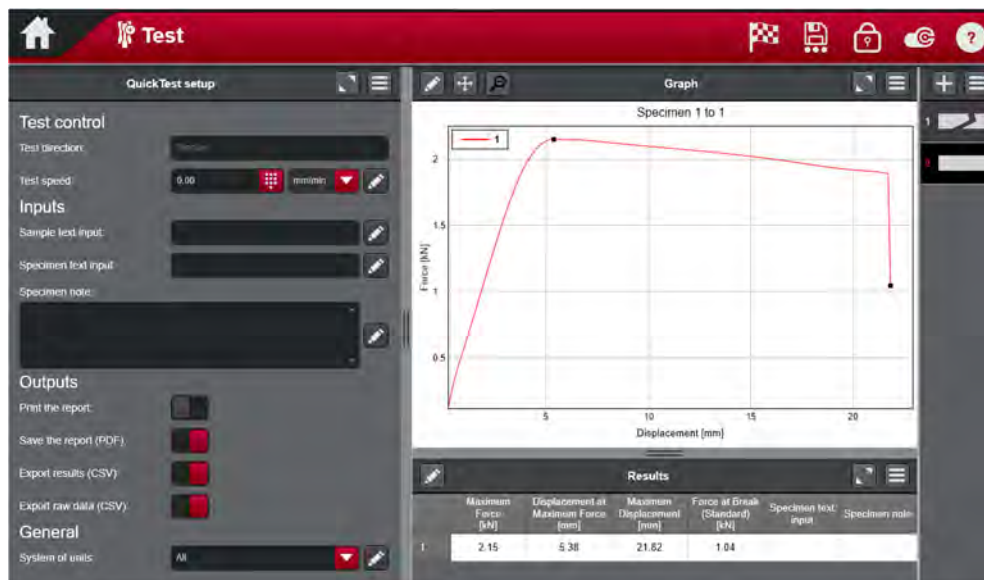 Test
?
QuickTest setup
Test control
Test direction:
Test speed:
0.00
mm/min
Inputs
Sample text input:
Specimen text input:
Specimen note:
Outputs
Print the report:
Save the report (PDF):
Export results (CSV):
Export raw data (CSV):
General
System of units:
All
Graph
Specimen 1 to 1
1
2
1.5
1
0.5
Force [kN]
5
10
15
20
Displacement [mm]
Results
Maximum Force [kN]
Displacement at Maximum Force [mm]
Maximum Displacement [mm]
Force at Break (Standard) [kN]
Specimen text input
Specimen note
1
2.15
5.38
21.82
1.04
1